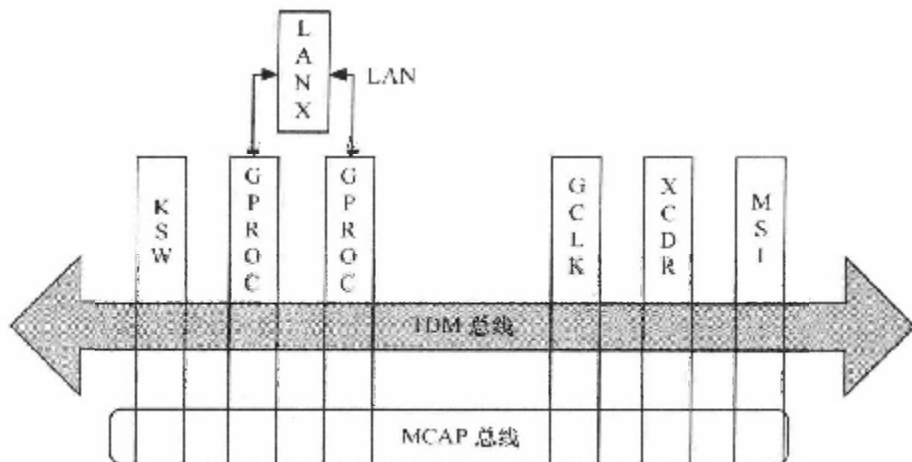 LANX
LAN
KSW
GPROC
GPROC
GCLK
XCDR
MSI
TDM 总线
MCAP 总线